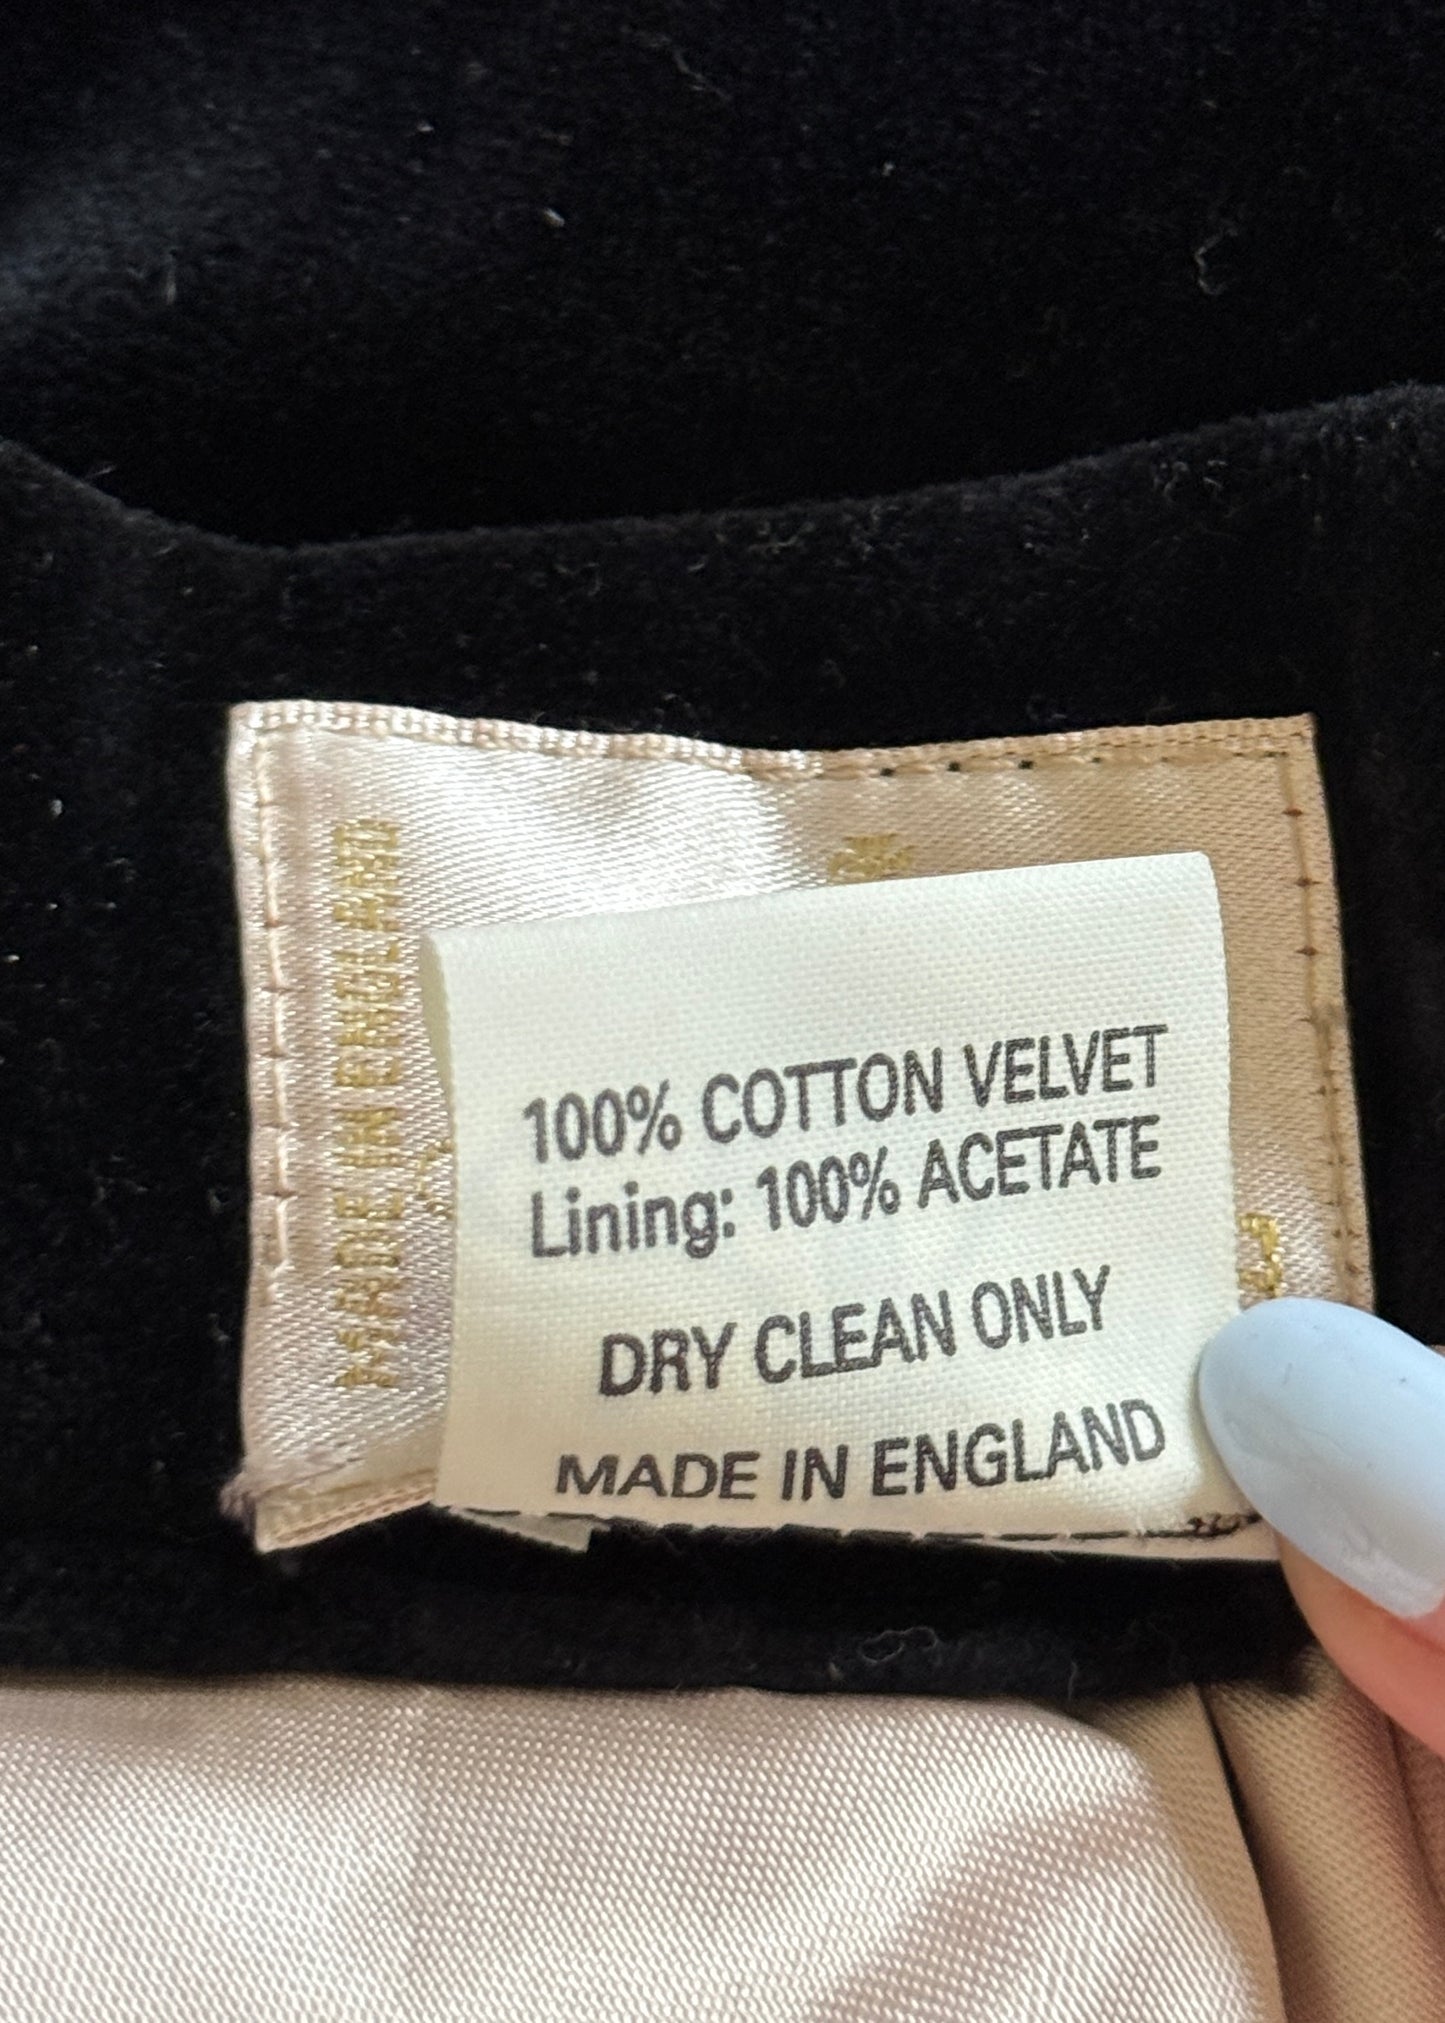 MADE IN ENGLAND
100% COTTON VELVET
Lining: 100% ACETATE
DRY CLEAN ONLY
MADE IN ENGLAND